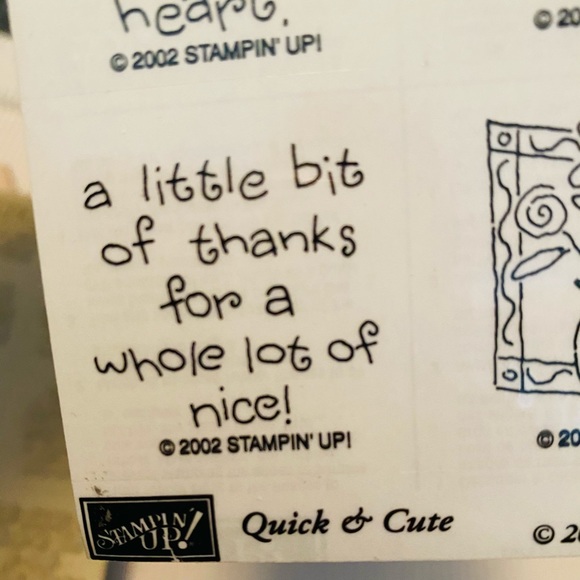 heart.
© 2002 STAMPIN' UP!
a little bit
of thanks
for a
whole lot of
nice!
© 2002 STAMPIN' UP!
STAMPIN' UP!
Quick & Cute